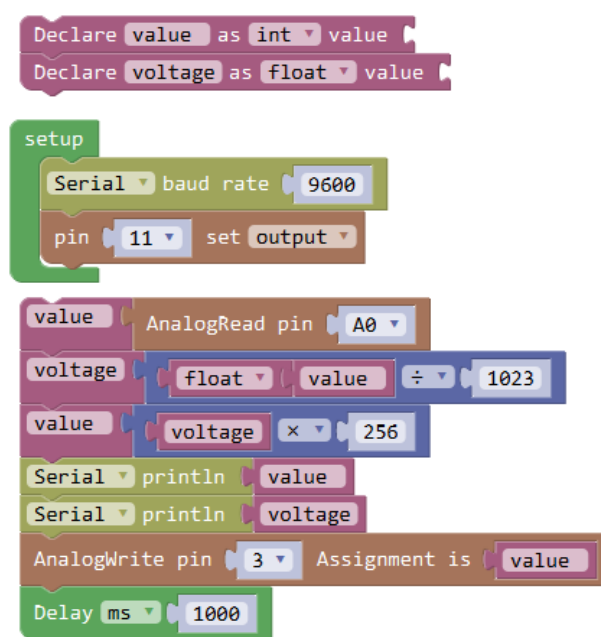 Declare value as int value
Declare voltage as float value
setup
Serial baud rate 9600
pin 11 set output
value AnalogRead pin A0
voltage float value ÷ 1023
value voltage × 256
Serial println value
Serial println voltage
AnalogWrite pin 3 Assignment is value
Delay ms 1000